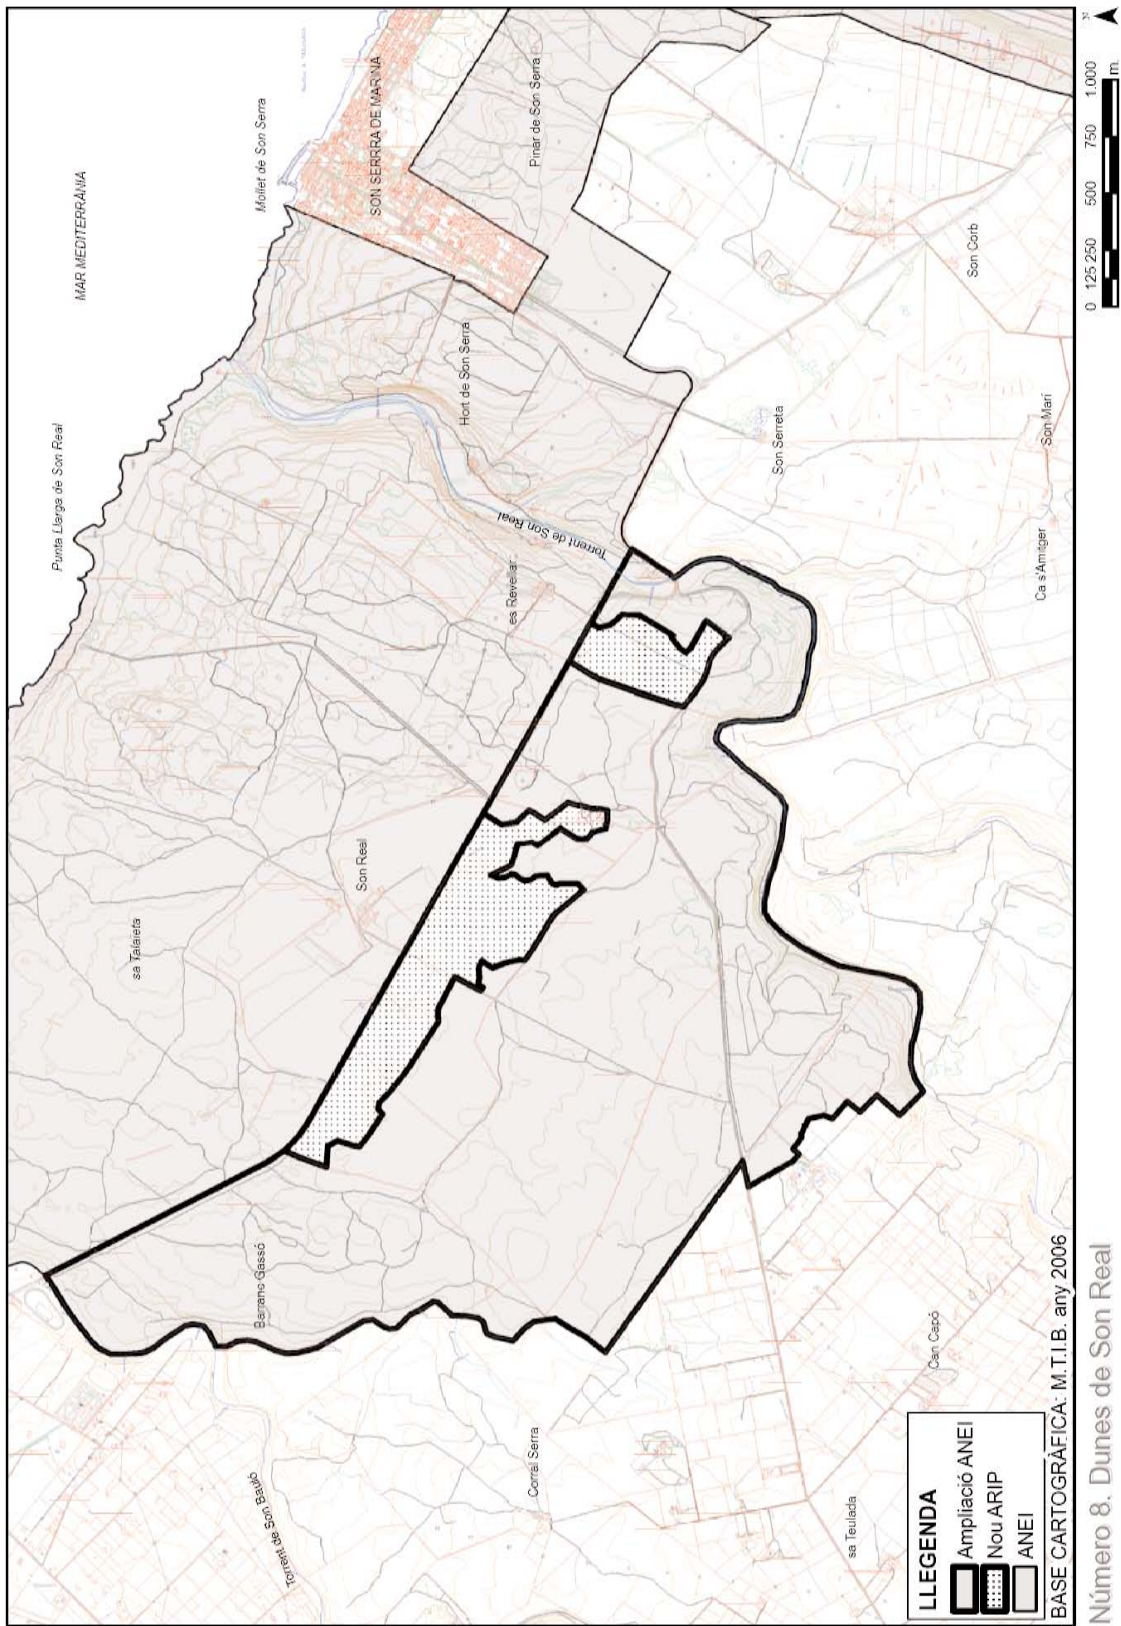 MAR MEDITERRÀNIA
Punta Llarga de Son Real
Mollet de Son Serra
SON SERRRA DE MARINA
Pinar de Son Serra
Hort de Son Serra
sa Talaieta
Son Real
es Revellar
Torrent de Son Real
Barranc Gassó
Torrent de Son Bauló
Corral Serra
sa Teulada
Can Capó
Son Serreta
Son Corb
Ca s'Amitger
Son Marí
LLEGENDA
Ampliació ANEI
Nou ARIP
ANEI
BASE CARTOGRÀFICA: M.T.I.B. any 2006
0 125 250 500 750 1.000
m.
Número 8. Dunes de Son Real